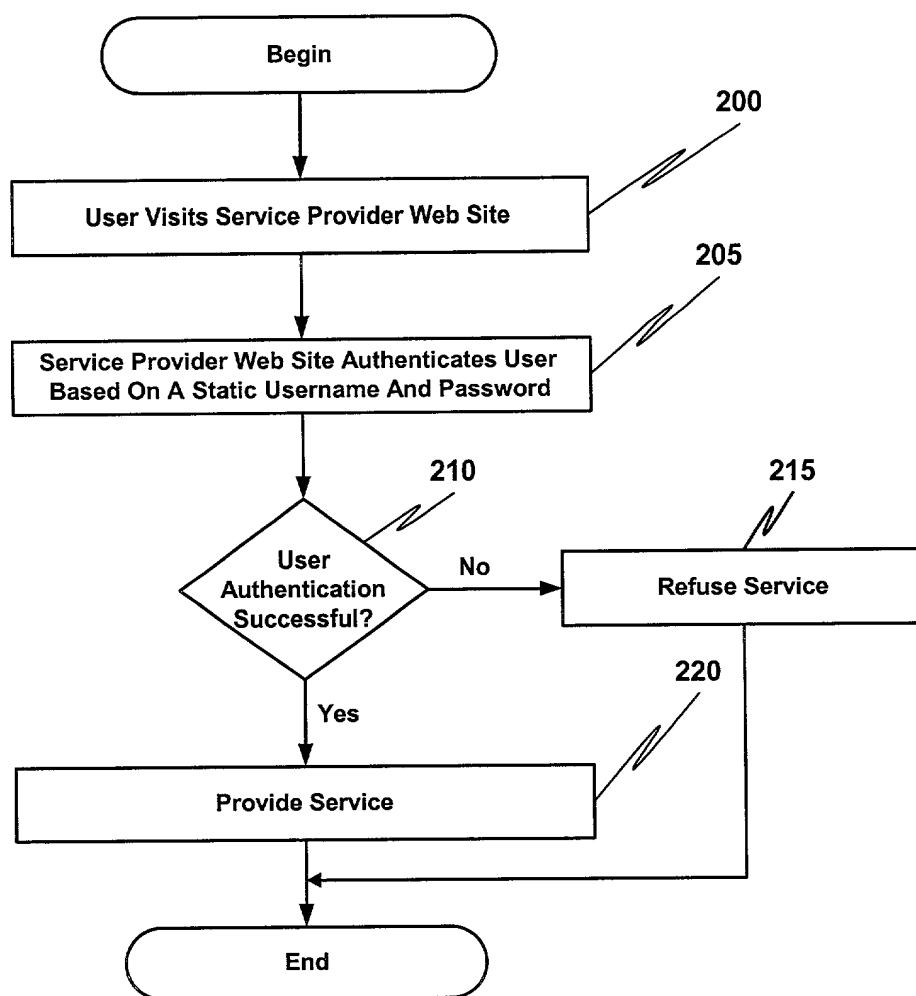 Begin
200
User Visits Service Provider Web Site
205
Service Provider Web Site Authenticates User
Based On A Static Username And Password
210
215
User
Authentication
Successful?
No
Refuse Service
220
Yes
Provide Service
End